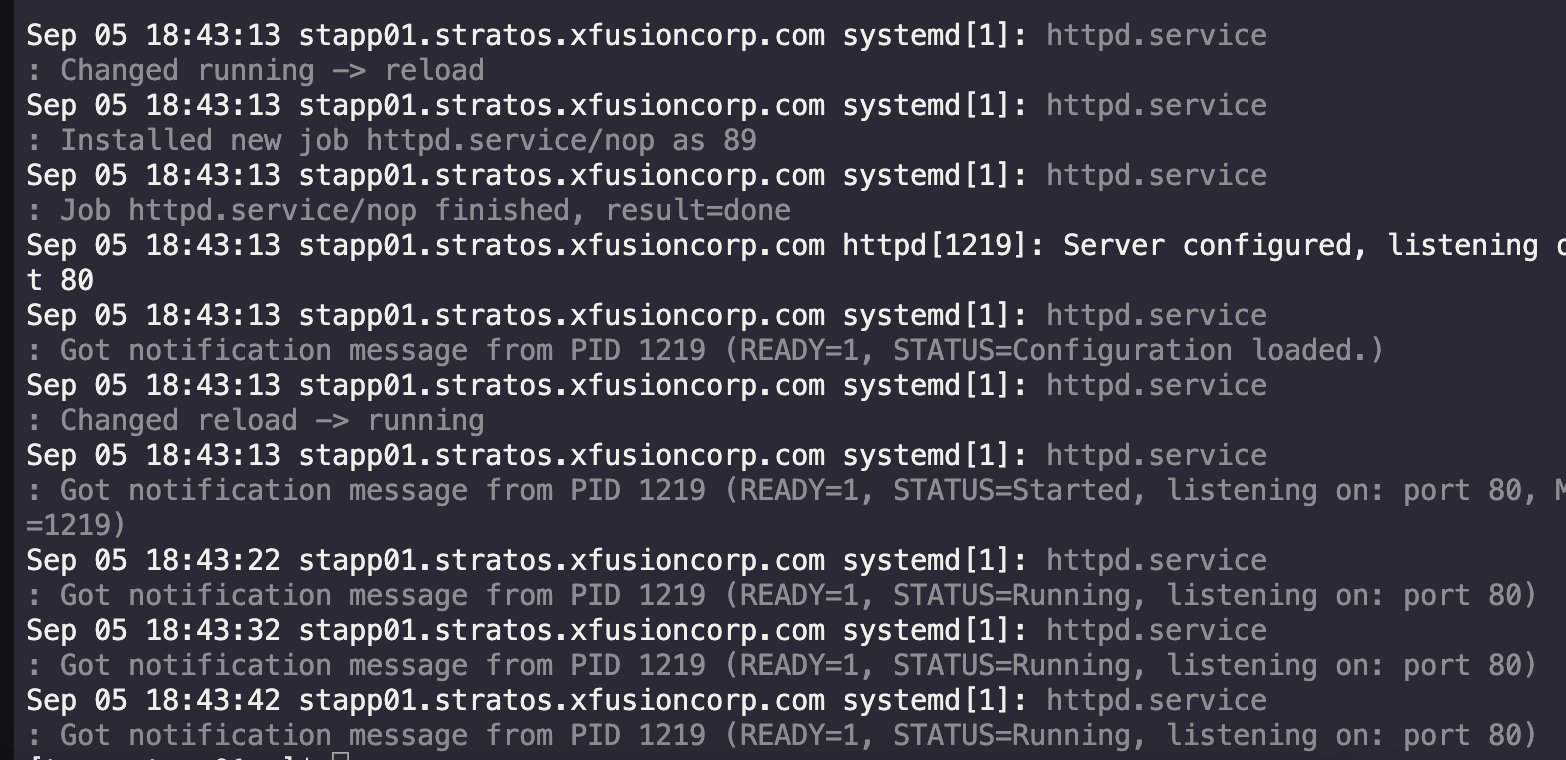 Sep 05 18:43:13 stapp01.stratos.xfusioncorp.com systemd[1]: httpd.service
: Changed running -> reload
Sep 05 18:43:13 stapp01.stratos.xfusioncorp.com systemd[1]: httpd.service
: Installed new job httpd.service/nop as 89
Sep 05 18:43:13 stapp01.stratos.xfusioncorp.com systemd[1]: httpd.service
: Job httpd.service/nop finished, result=done
Sep 05 18:43:13 stapp01.stratos.xfusioncorp.com httpd[1219]: Server configured, listening
t 80
Sep 05 18:43:13 stapp01.stratos.xfusioncorp.com systemd[1]: httpd.service
: Got notification message from PID 1219 (READY=1, STATUS=Configuration loaded.)
Sep 05 18:43:13 stapp01.stratos.xfusioncorp.com systemd[1]: httpd.service
: Changed reload -> running
Sep 05 18:43:13 stapp01.stratos.xfusioncorp.com systemd[1]: httpd.service
: Got notification message from PID 1219 (READY=1, STATUS=Started, listening on: port 80,
=1219)
Sep 05 18:43:22 stapp01.stratos.xfusioncorp.com systemd[1]: httpd.service
: Got notification message from PID 1219 (READY=1, STATUS=Running, listening on: port 80)
Sep 05 18:43:32 stapp01.stratos.xfusioncorp.com systemd[1]: httpd.service
: Got notification message from PID 1219 (READY=1, STATUS=Running, listening on: port 80)
Sep 05 18:43:42 stapp01.stratos.xfusioncorp.com systemd[1]: httpd.service
: Got notification message from PID 1219 (READY=1, STATUS=Running, listening on: port 80)